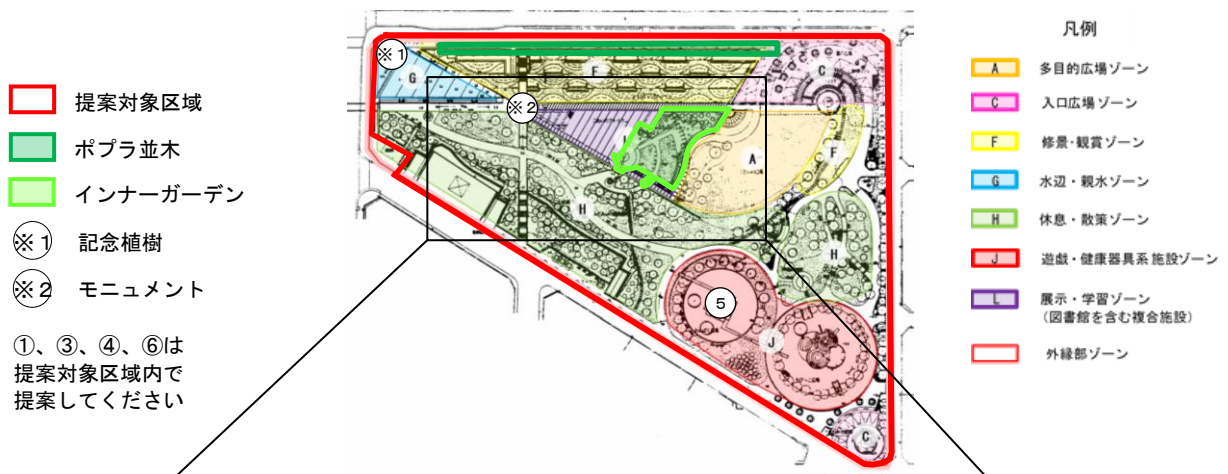 提案対象区域
ポプラ並木
インナーガーデン
※1 記念植樹
※2 モニュメント
①、③、④、⑥は
提案対象区域内で
提案してください
※1
G
F
C
※2
L
A
F
H
H
⑤
J
C
凡例
A 多目的広場ゾーン
C 入口広場ゾーン
F 修景・観賞ゾーン
G 水辺・親水ゾーン
H 休息・散策ゾーン
J 遊戯・健康器具系施設ゾーン
L 展示・学習ゾーン
(図書館を含む複合施設)
外縁部ゾーン